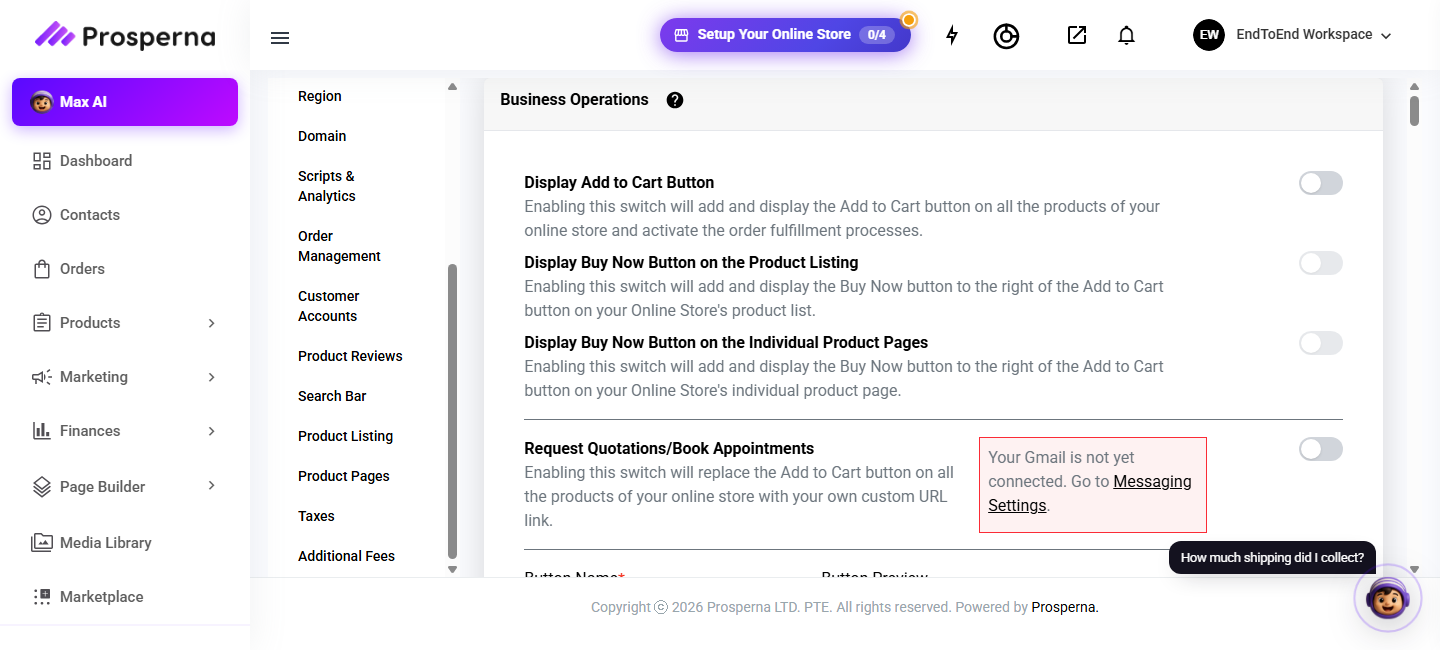 Prosperna
Setup Your Online Store 0/4
EW EndToEnd Workspace
Max AI
Dashboard
Contacts
Orders
Products
Marketing
Finances
Page Builder
Media Library
Marketplace
Region
Domain
Scripts &
Analytics
Order
Management
Customer
Accounts
Product Reviews
Search Bar
Product Listing
Product Pages
Taxes
Additional Fees
Business Operations
Display Add to Cart Button
Enabling this switch will add and display the Add to Cart button on all the products of your
online store and activate the order fulfillment processes.
Display Buy Now Button on the Product Listing
Enabling this switch will add and display the Buy Now button to the right of the Add to Cart
button on your Online Store's product list.
Display Buy Now Button on the Individual Product Pages
Enabling this switch will add and display the Buy Now button to the right of the Add to Cart
button on your Online Store's individual product page.
Request Quotations/Book Appointments
Enabling this switch will replace the Add to Cart button on all
the products of your online store with your own custom URL
link.
Your Gmail is not yet
connected. Go to Messaging
Settings.
Button Name*
Button Preview
How much shipping did I collect?
Copyright © 2026 Prosperna LTD. PTE. All rights reserved. Powered by Prosperna.